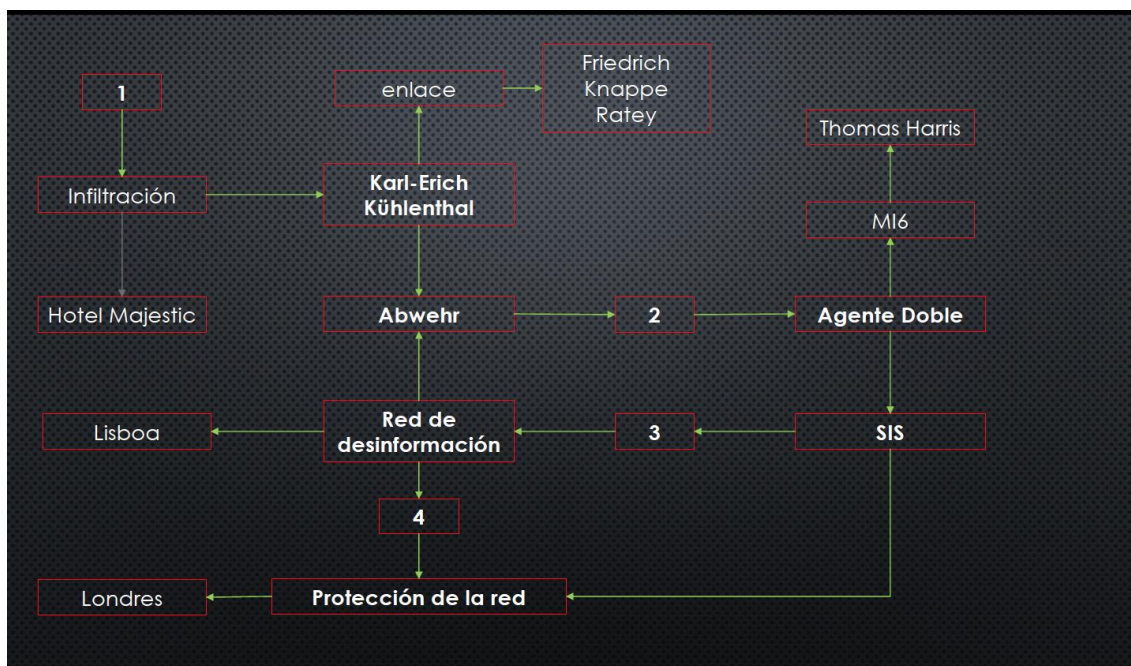 1
enlace
Friedrich
Knappe
Ratey
Thomas Harris
Infiltración
Karl-Erich
Kühlenthal
MI6
Hotel Majestic
Abwehr
2
Agente Doble
Lisboa
Red de
desinformación
3
SIS
4
Londres
Protección de la red